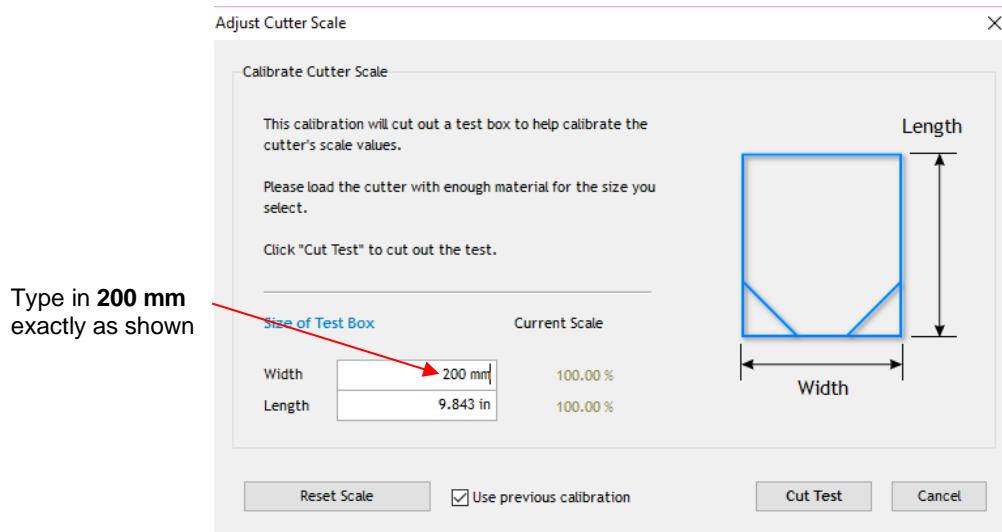 Adjust Cutter Scale
Calibrate Cutter Scale
This calibration will cut out a test box to help calibrate the
cutter's scale values.
Please load the cutter with enough material for the size you
select.
Click "Cut Test" to cut out the test.
Length
Type in 200 mm
exactly as shown
Size of Test Box Current Scale
Width 200 mm 100.00 %
Length 9.843 in 100.00 %
Width
Reset Scale Use previous calibration Cut Test Cancel